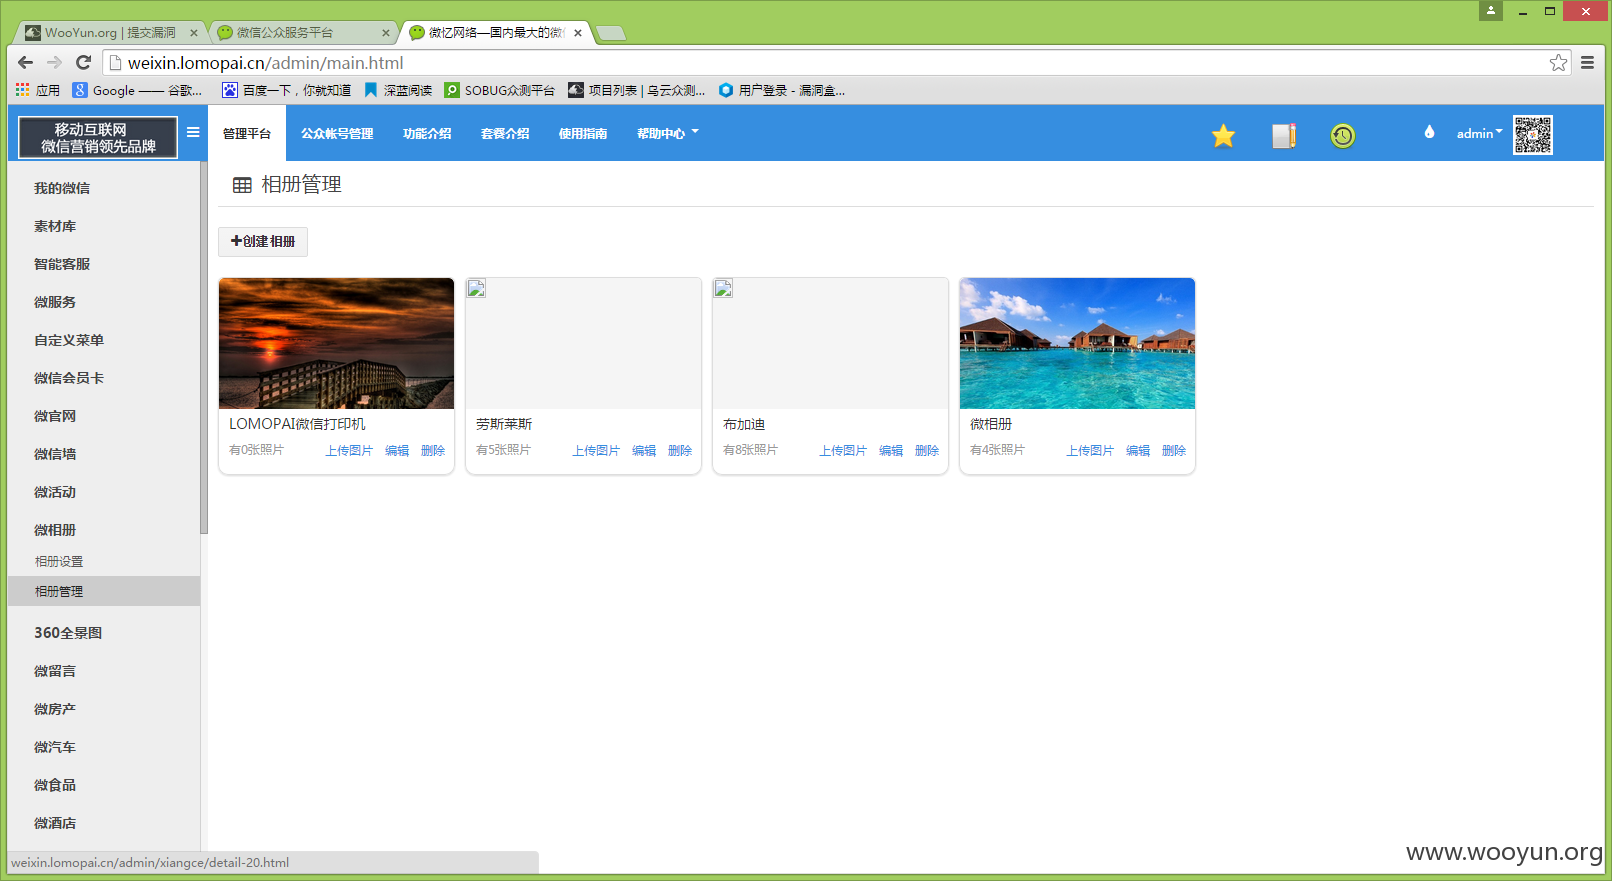 WooYun.org | 提交漏洞
微信公众服务平台
微忆网络—国内最大的微
weixin.lomopai.cn/admin/main.html
应用
Google —— 谷歌...
百度一下，你就知道
深蓝阅读
SOBUG众测平台
项目列表 | 乌云众测...
用户登录 - 漏洞盒...
移动互联网
微信营销领先品牌
管理平台
公众帐号管理
功能介绍
套餐介绍
使用指南
帮助中心
admin
我的微信
素材库
智能客服
微服务
自定义菜单
微信会员卡
微官网
微信墙
微活动
微相册
相册设置
相册管理
360全景图
微留言
微房产
微汽车
微食品
微酒店
相册管理
+创建相册
LOMOPAI微信打印机
有0张照片 上传图片 编辑 删除
劳斯莱斯
有5张照片 上传图片 编辑 删除
布加迪
有8张照片 上传图片 编辑 删除
微相册
有4张照片 上传图片 编辑 删除
weixin.lomopai.cn/admin/xiangce/detail-20.html
www.wooyun.org